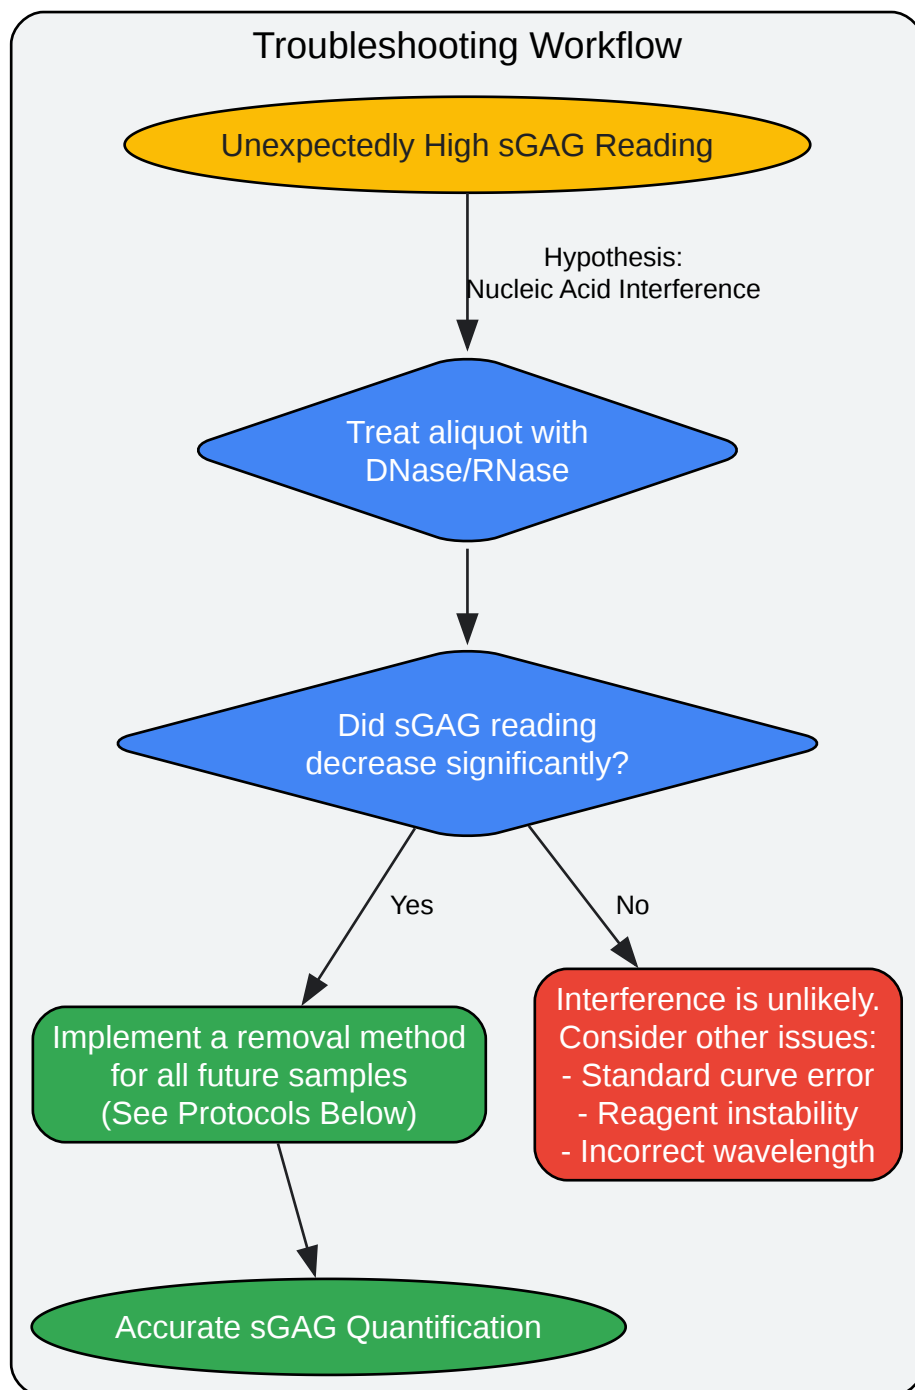 Troubleshooting Workflow
Unexpectedly High sGAG Reading
Hypothesis:
Nucleic Acid Interference
Treat aliquot with
DNase/RNase
Did sGAG reading
decrease significantly?
Yes
No
Implement a removal method
for all future samples
(See Protocols Below)
Interference is unlikely.
Consider other issues:
- Standard curve error
- Reagent instability
- Incorrect wavelength
Accurate sGAG Quantification